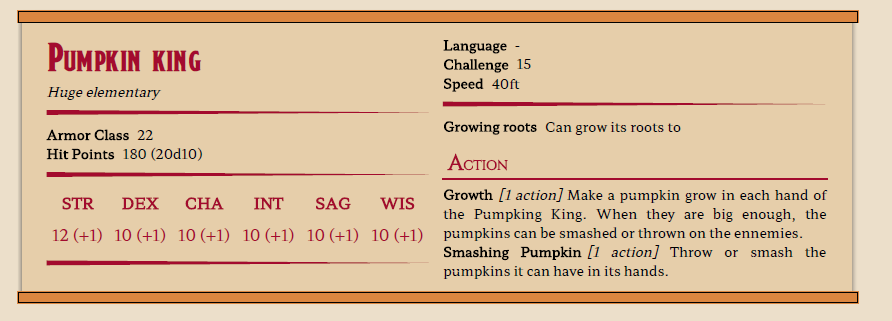 Pumpkin king
Huge elementary
Armor Class 22
Hit Points 180 (20d10)
STR DEX CHA INT SAG WIS
12 (+1) 10 (+1) 10 (+1) 10 (+1) 10 (+1) 10 (+1)
Language -
Challenge 15
Speed 40ft
Growing roots Can grow its roots to
Action
Growth [1 action] Make a pumpkin grow in each hand of
the Pumpking King. When they are big enough, the
pumpkins can be smashed or thrown on the ennemies.
Smashing Pumpkin [1 action] Throw or smash the
pumpkins it can have in its hands.